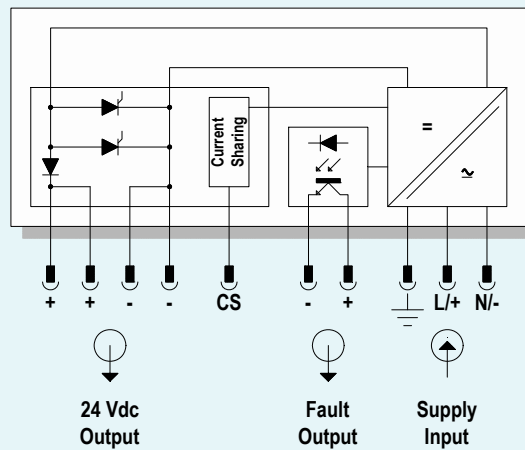 Current
Sharing
=
≃
+ + - - CS - + L/+ N/-
24 Vdc
Output
Fault
Output
Supply
Input